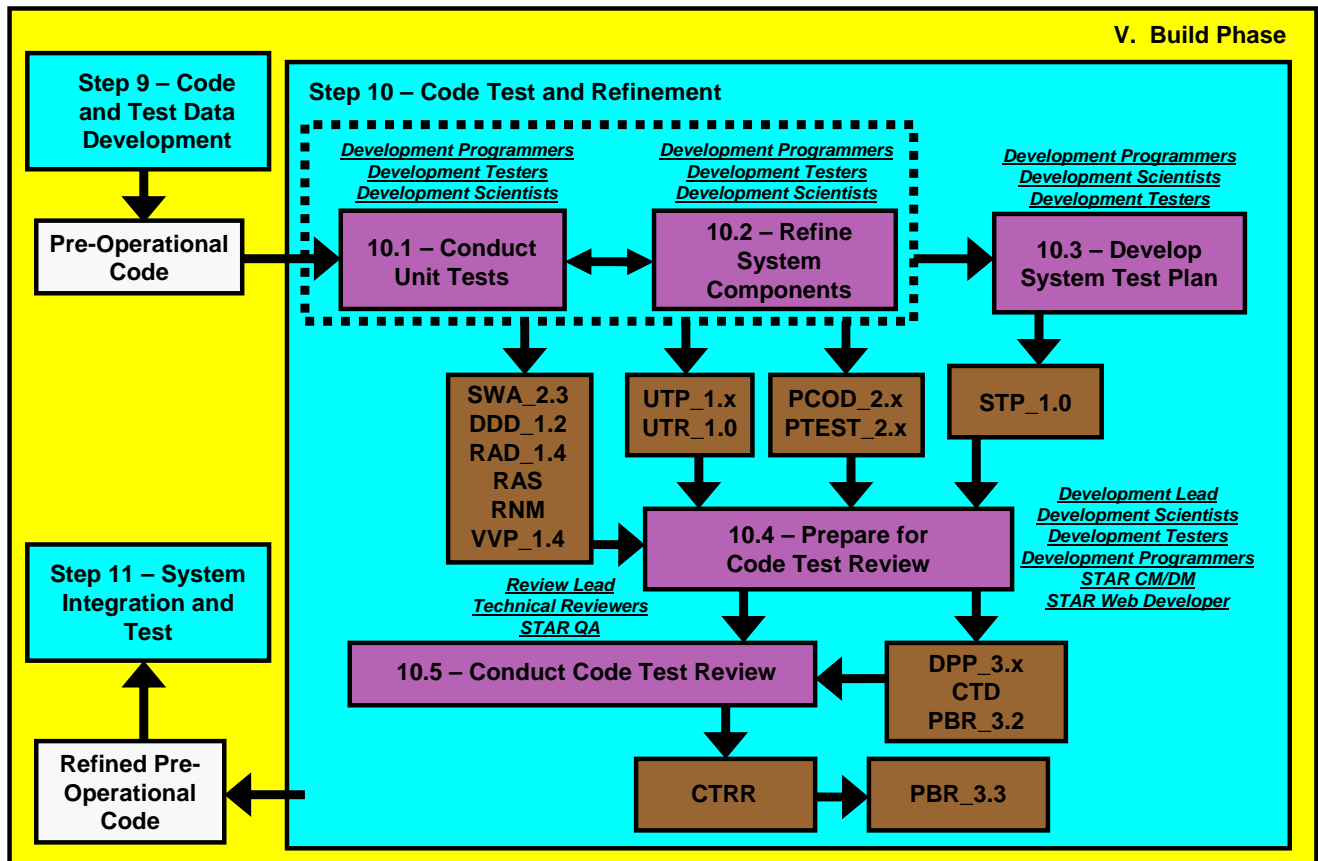 V. Build Phase
Step 9 – Code
and Test Data
Development
Pre-Operational
Code
Step 10 – Code Test and Refinement
Development Programmers
Development Testers
Development Scientists
10.1 – Conduct
Unit Tests
Development Programmers
Development Testers
Development Scientists
10.2 – Refine
System
Components
Development Programmers
Development Scientists
Development Testers
10.3 – Develop
System Test Plan
SWA_2.3
DDD_1.2
RAD_1.4
RAS
RNM
VVP_1.4
UTP_1.x
UTR_1.0
PCOD_2.x
PTEST_2.x
STP_1.0
10.4 – Prepare for
Code Test Review
Development Lead
Development Scientists
Development Testers
Development Programmers
STAR CM/DM
STAR Web Developer
Review Lead
Technical Reviewers
STAR QA
10.5 – Conduct Code Test Review
DPP_3.x
CTD
PBR_3.2
CTRR
PBR_3.3
Refined Pre-
Operational
Code
Step 11 – System
Integration and
Test